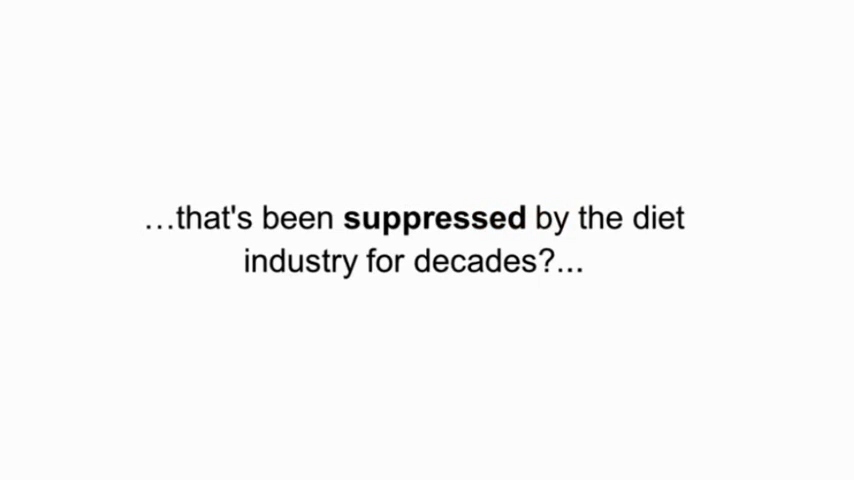 …that's been suppressed by the diet
industry for decades?...